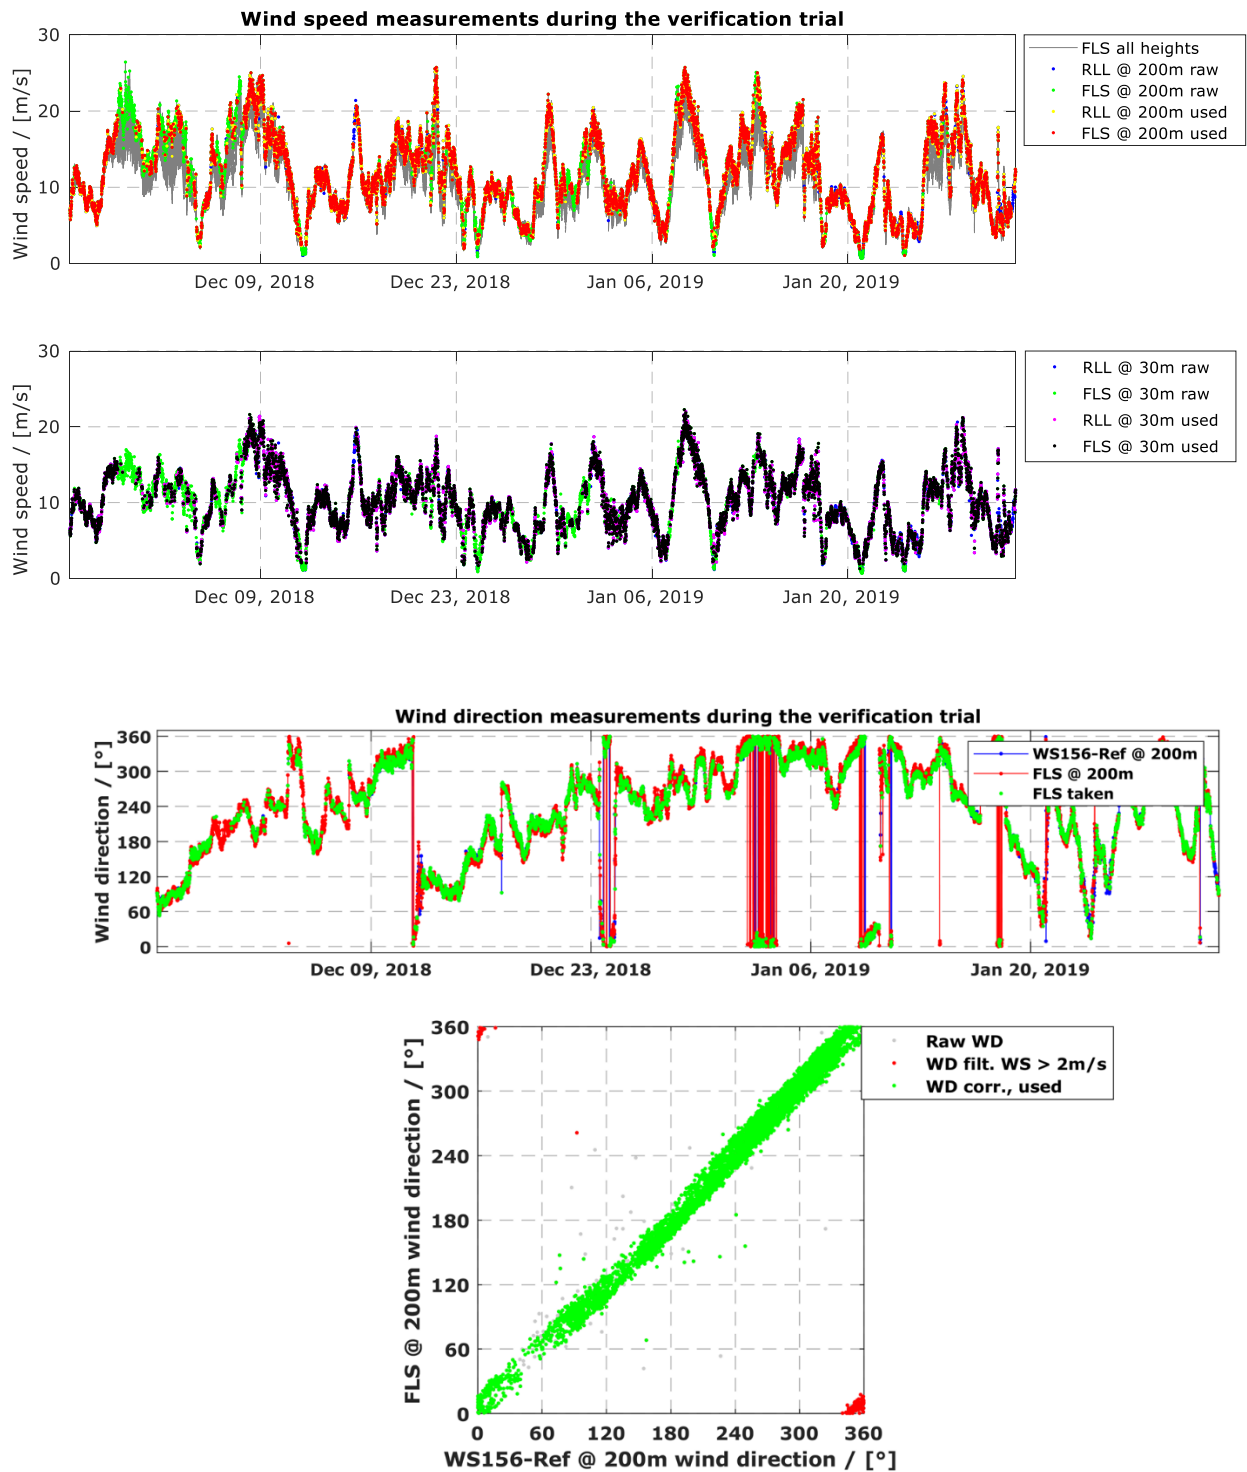 Wind speed measurements during the verification trial
30
20
10
0
Wind speed / [m/s]
Dec 09, 2018
Dec 23, 2018
Jan 06, 2019
Jan 20, 2019
FLS all heights
RLL @ 200m raw
FLS @ 200m raw
RLL @ 200m used
FLS @ 200m used
30
20
10
0
Wind speed / [m/s]
Dec 09, 2018
Dec 23, 2018
Jan 06, 2019
Jan 20, 2019
RLL @ 30m raw
FLS @ 30m raw
RLL @ 30m used
FLS @ 30m used
Wind direction measurements during the verification trial
360
300
240
180
120
60
0
Wind direction / [°]
Dec 09, 2018
Dec 23, 2018
Jan 06, 2019
Jan 20, 2019
WS156-Ref @ 200m
FLS @ 200m
FLS taken
360
300
240
180
120
60
0
FLS @ 200m wind direction / [°]
0
60
120
180
240
300
360
WS156-Ref @ 200m wind direction / [°]
Raw WD
WD filt. WS > 2m/s
WD corr., used